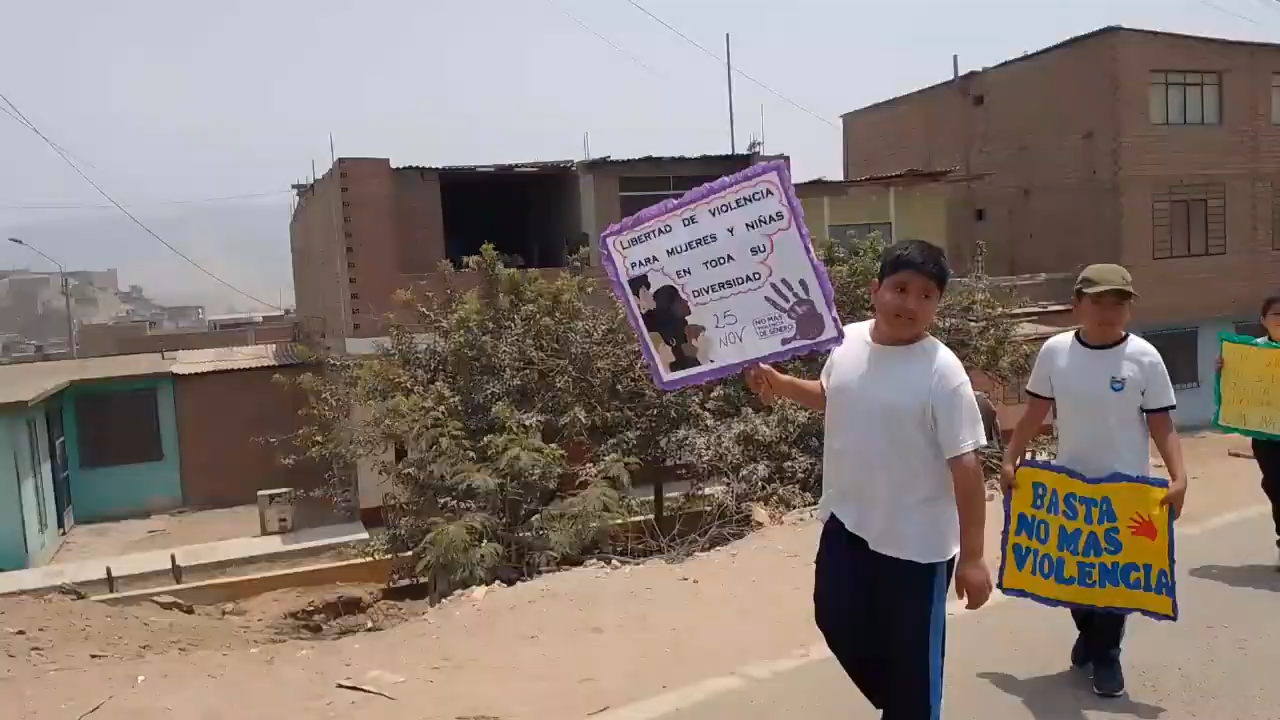 LIBERTAD DE VIOLENCIA
PARA MUJERES Y NIÑAS
EN TODA SU
DIVERSIDAD
25
NOV
NO MÁS
VIOLENCIA
DE GÉNERO
BASTA
NO MAS
VIOLENCIA